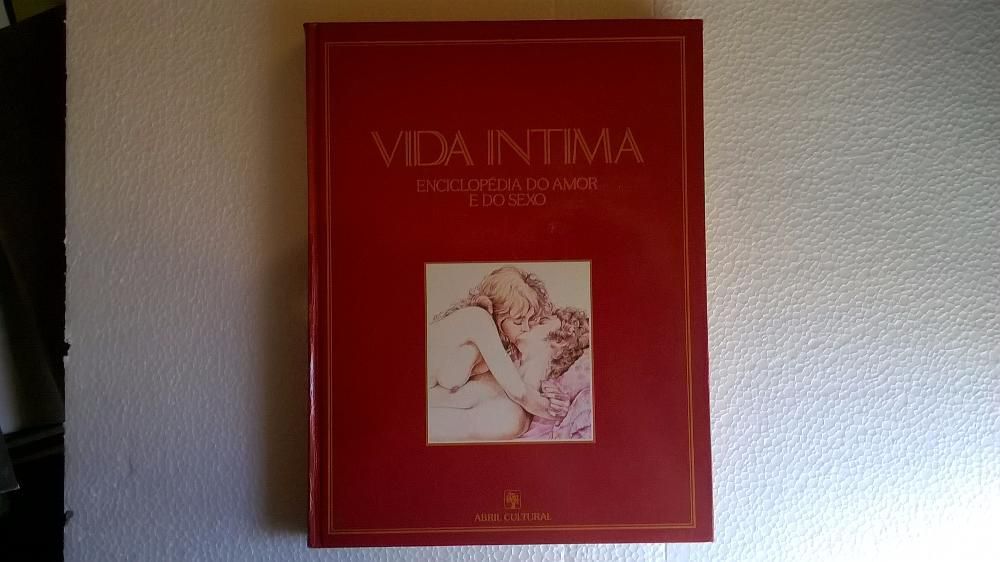 VIDA INTIMA
ENCICLOPÉDIA DO AMOR
E DO SEXO
ABRIL CULTURAL